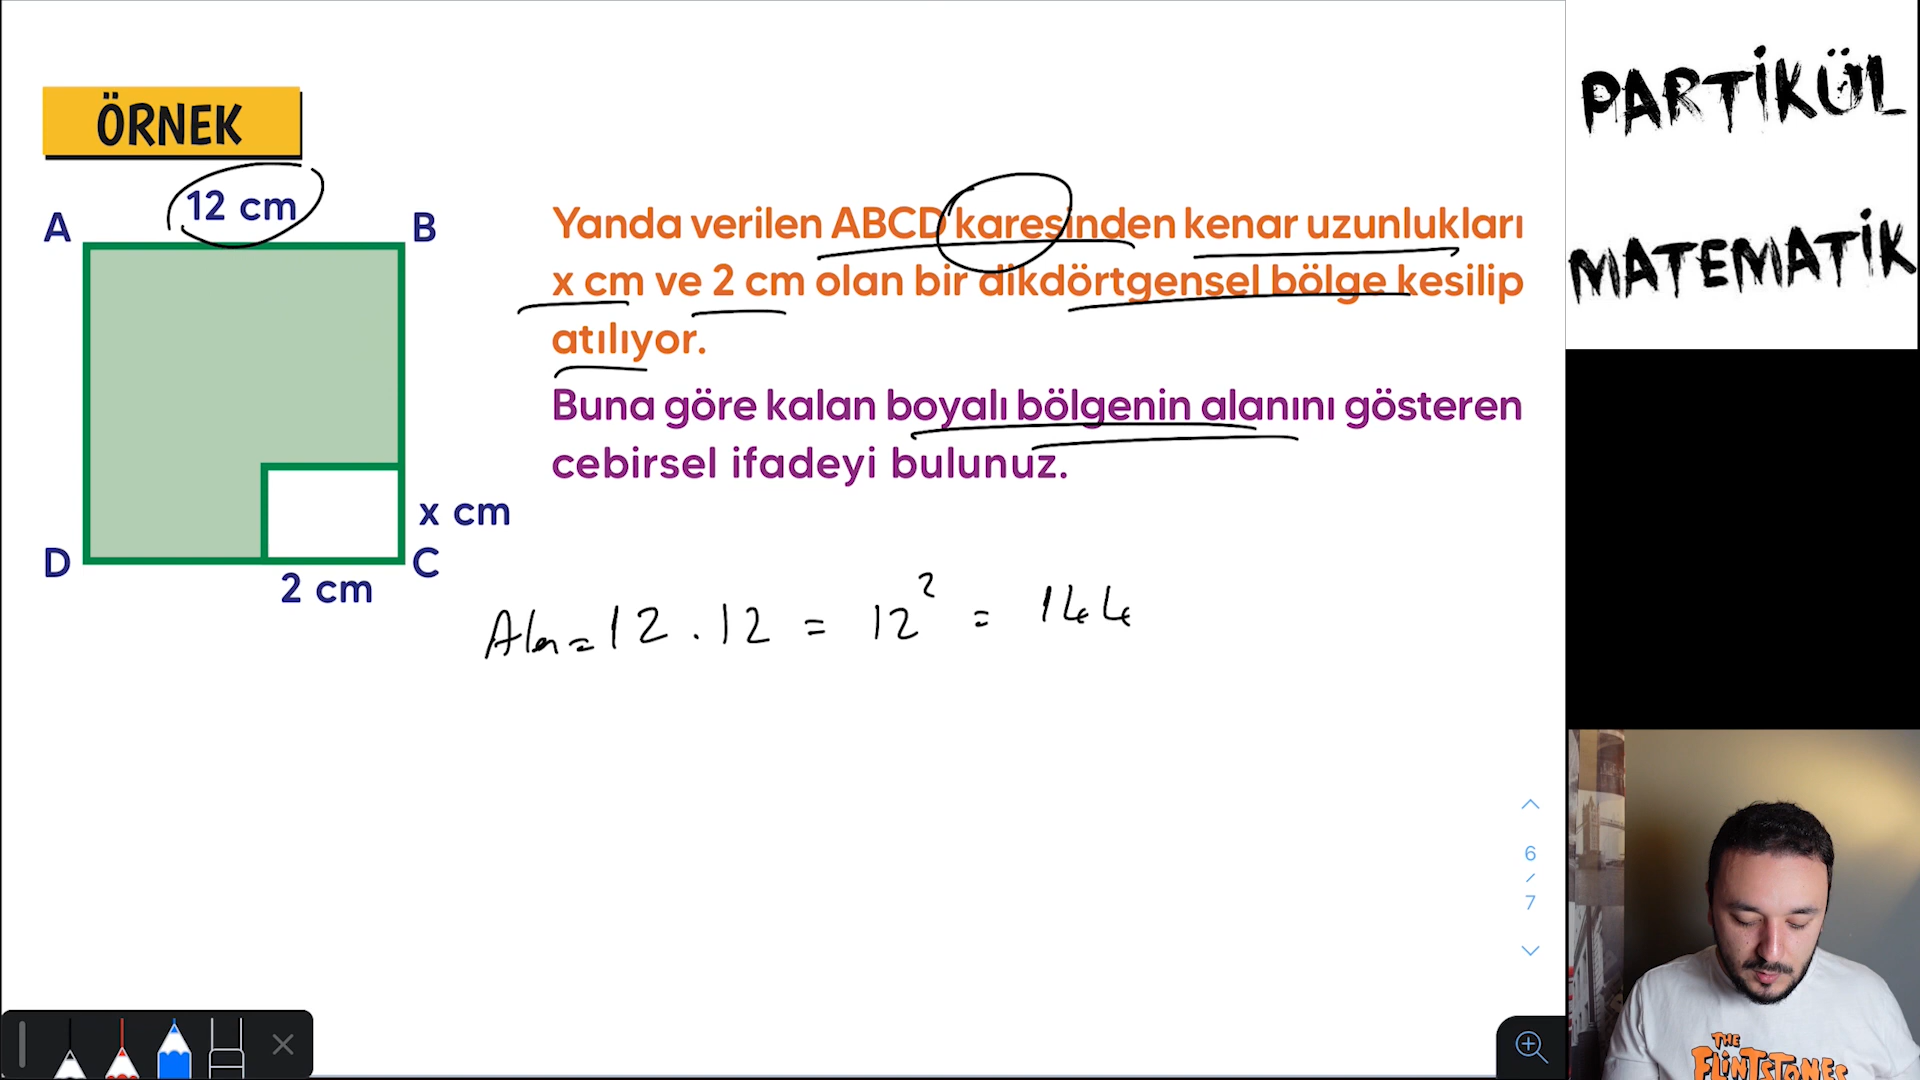 ÖRNEK
12 cm
A
B
D
C
x cm
2 cm
Yanda verilen ABCD karesinden kenar uzunlukları
x cm ve 2 cm olan bir dikdörtgensel bölge kesilip
atılıyor.
Buna göre kalan boyalı bölgenin alanını gösteren
cebirsel ifadeyi bulunuz.
Alan = 12 . 12 = 12² = 144
PARTİKÜL
MATEMATİK
6
/
7
THE
FLiNTSTONES